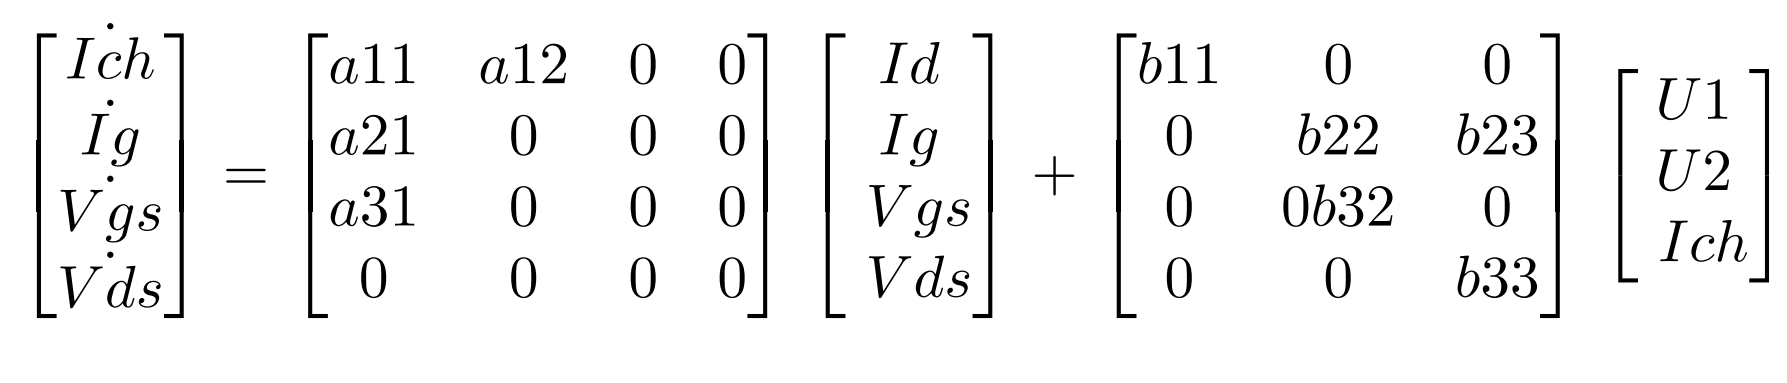 [İch İg V̇gs V̇ds] = [a11 a12 0 0; a21 0 0 0; a31 0 0 0; 0 0 0 0] [Id Ig Vgs Vds] + [b11 0 0; 0 b22 b23; 0 0b32 0; 0 0 b33] [U1 U2 Ich]